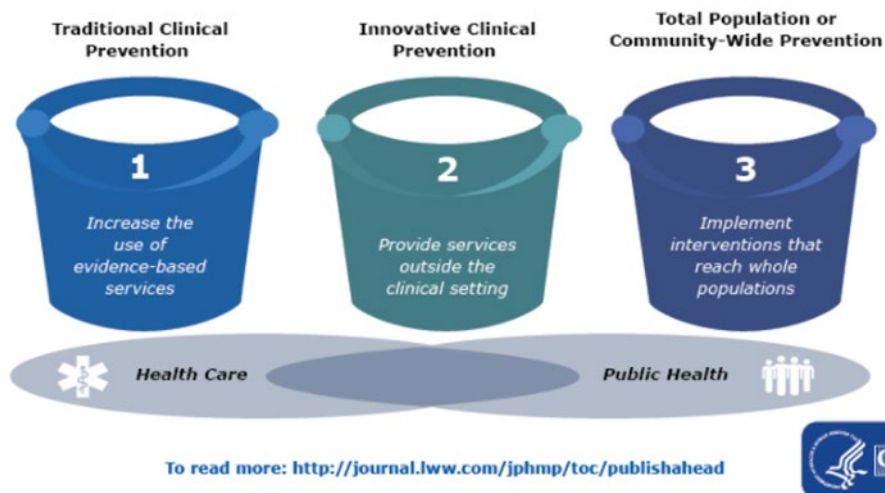 Traditional Clinical
Prevention
Innovative Clinical
Prevention
Total Population or
Community-Wide Prevention
1
Increase the
use of
evidence-based
services
2
Provide services
outside the
clinical setting
3
Implement
interventions that
reach whole
populations
Health Care
Public Health
To read more: http://journal.lww.com/jphmp/toc/publishahead